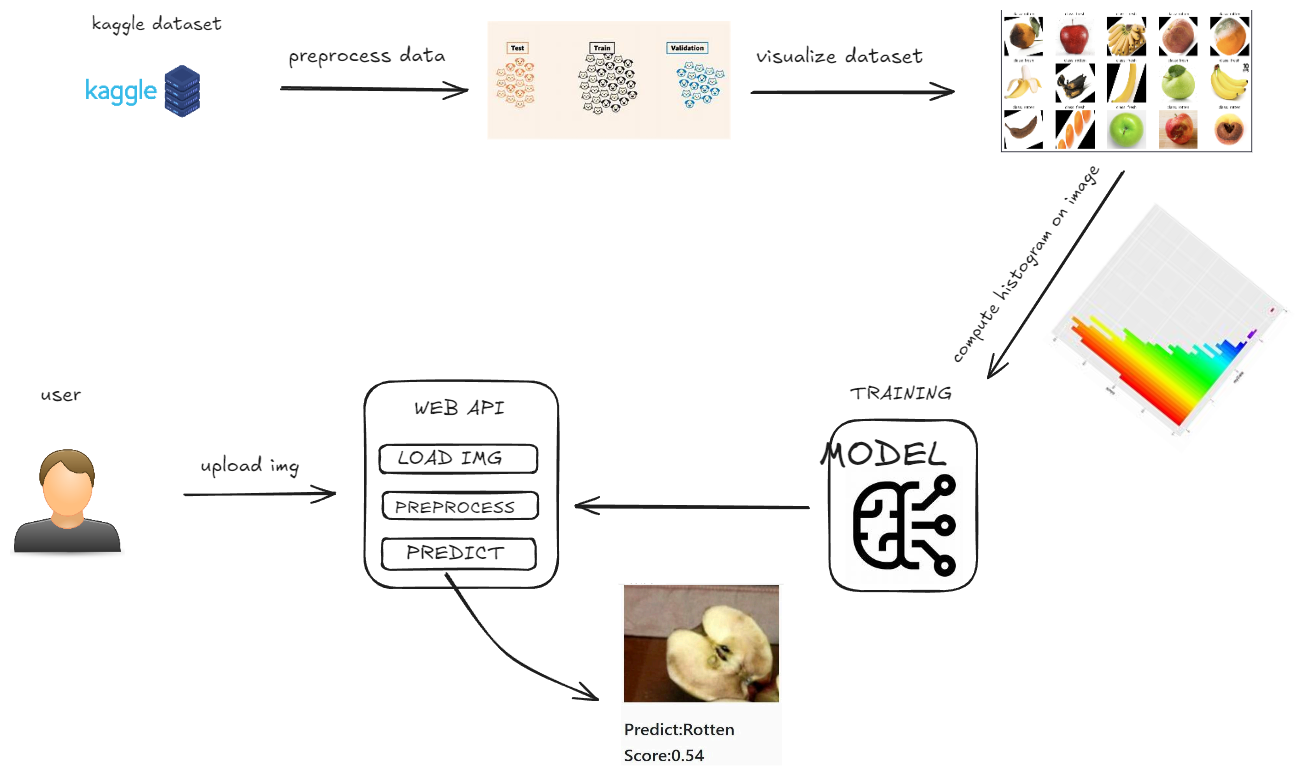 kaggle dataset
kaggle
preprocess data
Test
Train
Validation
visualize dataset
compute histogram on image
user
upload img
WEB API
LOAD IMG
PREPROCESS
PREDICT
TRAINING
MODEL
Predict:Rotten
Score:0.54